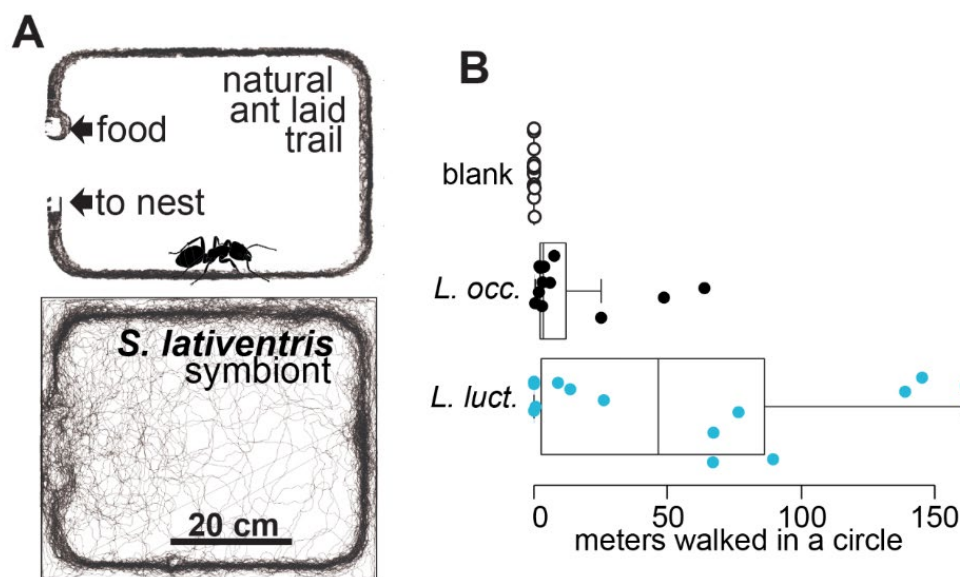 A
natural
ant laid
trail
food
to nest
S. lativentris
symbiont
20 cm
B
blank
L. occ.
L. luct.
0 50 100 150
meters walked in a circle